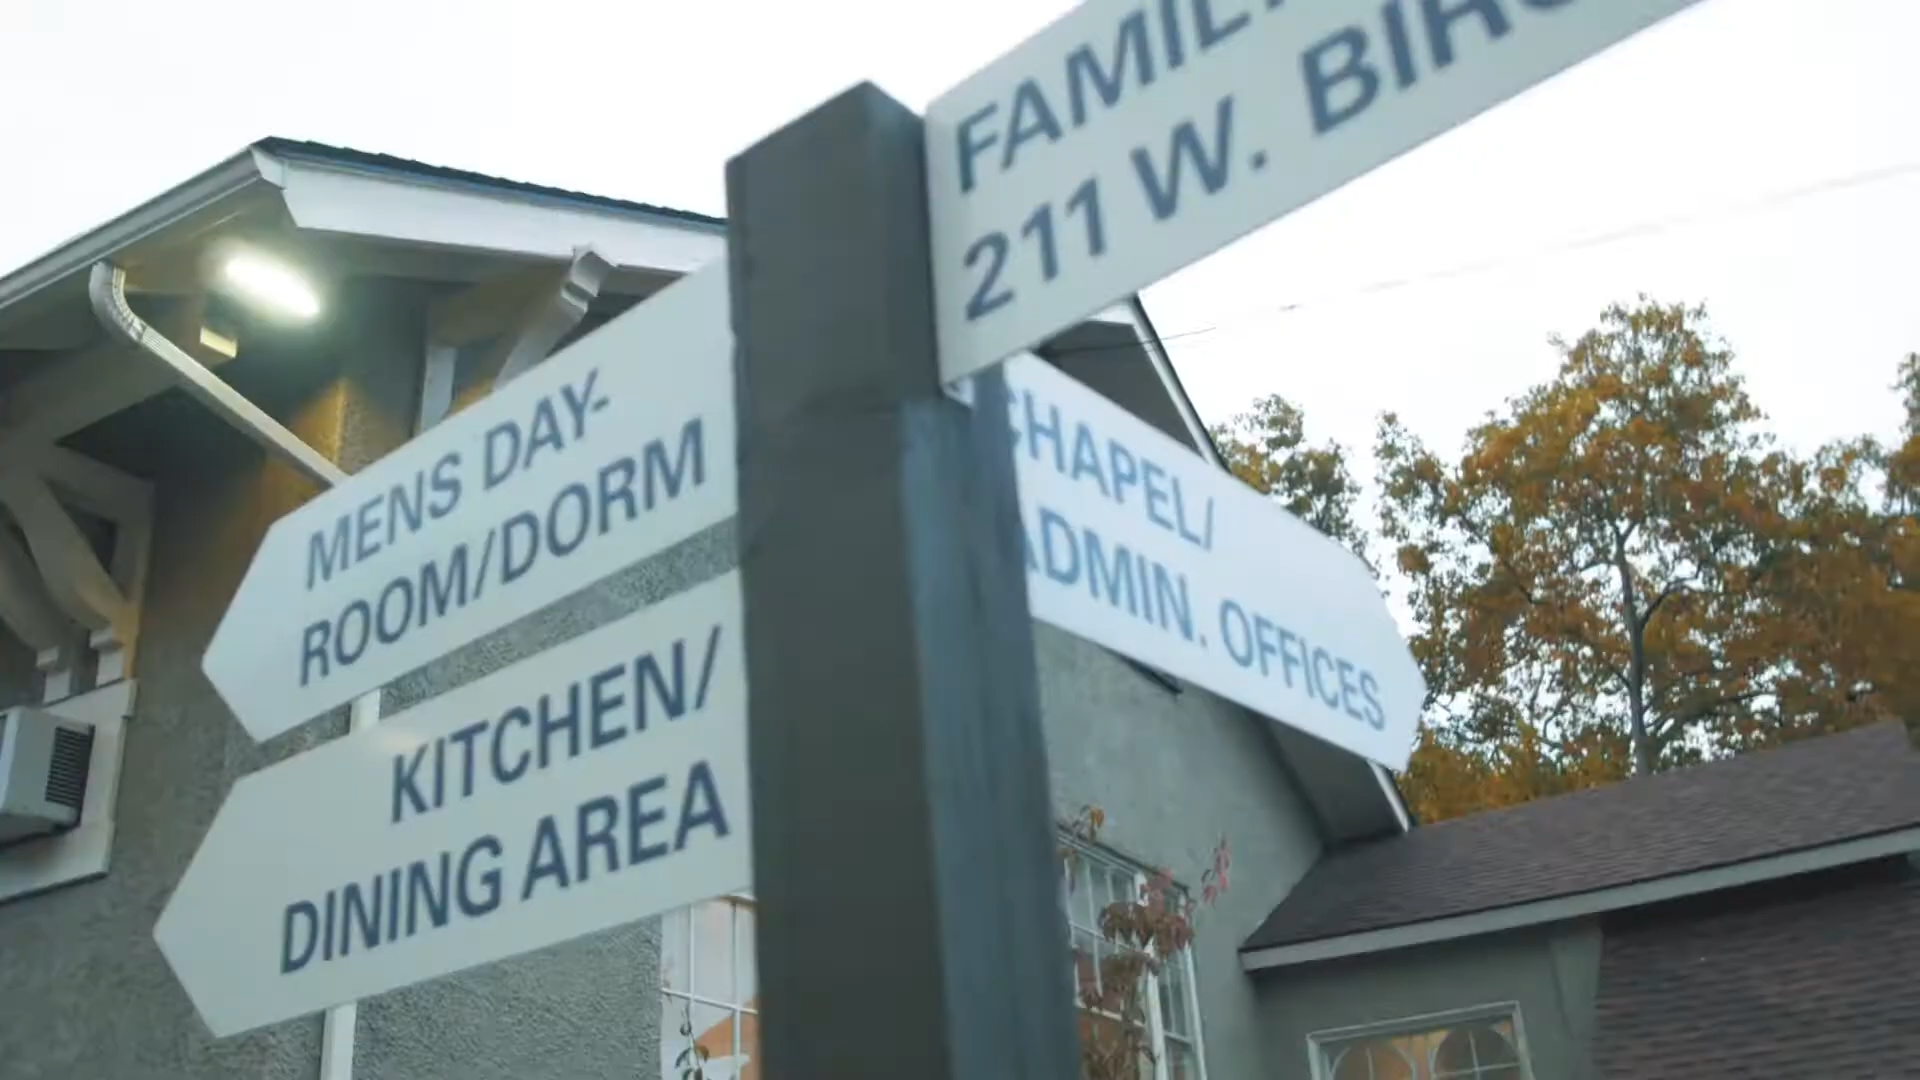 211 W.
MENS DAY-
ROOM/DORM
KITCHEN/
DINING AREA
CHAPEL/
ADMIN. OFFICES